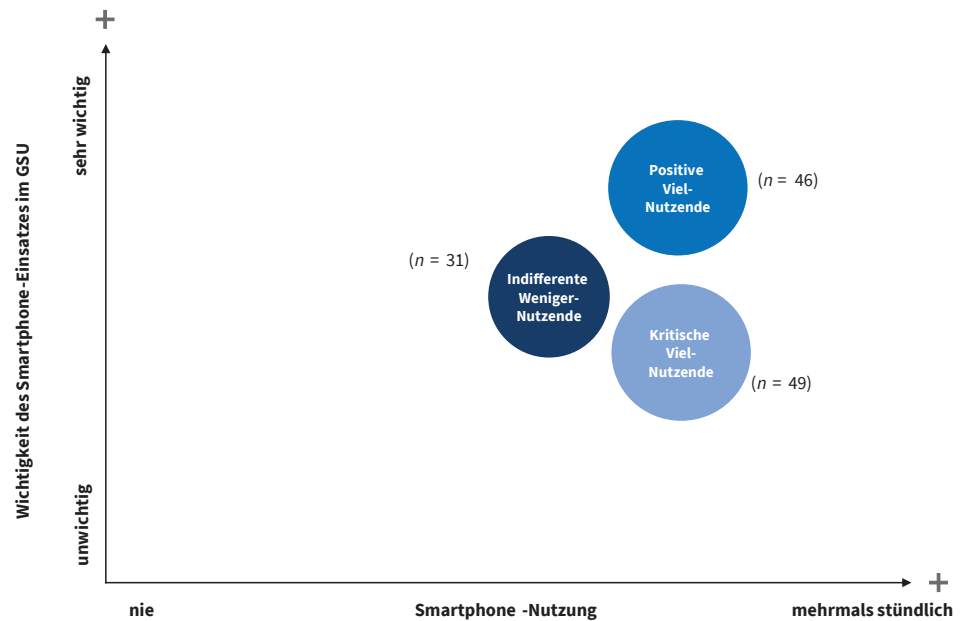 +
sehr wichtig
Wichtigkeit des Smartphone-Einsatzes im GSU
unwichtig
Positive
Viel-
Nutzende
(n = 46)
(n = 31)
Indifferente
Weniger-
Nutzende
Kritische
Viel-
Nutzende
(n = 49)
+
nie
Smartphone -Nutzung
mehrmals stündlich